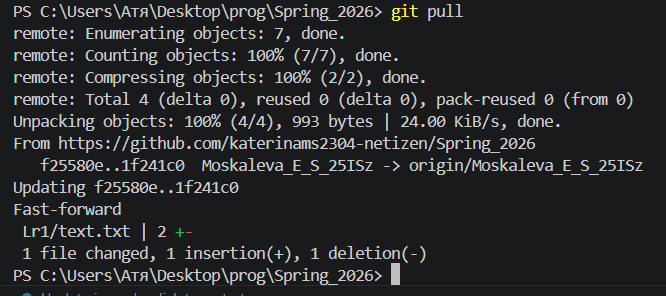 PS C:\Users\Атя\Desktop\prog\Spring_2026> git pull
remote: Enumerating objects: 7, done.
remote: Counting objects: 100% (7/7), done.
remote: Compressing objects: 100% (2/2), done.
remote: Total 4 (delta 0), reused 0 (delta 0), pack-reused 0 (from 0)
Unpacking objects: 100% (4/4), 993 bytes | 24.00 KiB/s, done.
From https://github.com/katerinams2304-netizen/Spring_2026
   f25580e..1f241c0  Moskaleva_E_S_25ISz -> origin/Moskaleva_E_S_25ISz
Updating f25580e..1f241c0
Fast-forward
 Lr1/text.txt | 2 +-
 1 file changed, 1 insertion(+), 1 deletion(-)
PS C:\Users\Атя\Desktop\prog\Spring_2026>